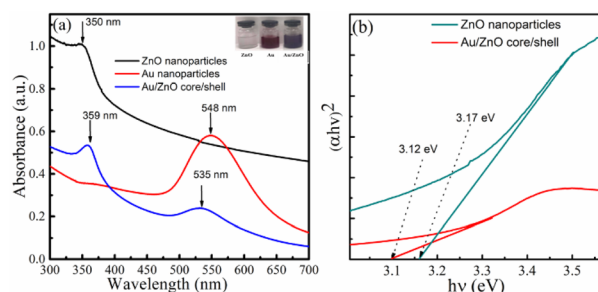 350 nm
(a)
ZnO
Au
Au/ZnO
ZnO nanoparticles
Au nanoparticles
Au/ZnO core/shell
359 nm
548 nm
535 nm
Absorbance (a.u.)
1.0
0.8
0.6
0.4
0.2
0.0
300 350 400 450 500 550 600 650 700
Wavelength (nm)
(b)
ZnO nanoparticles
Au/ZnO core/shell
3.17 eV
3.12 eV
(αhν)2
3.1 3.2 3.3 3.4 3.5
hν (eV)